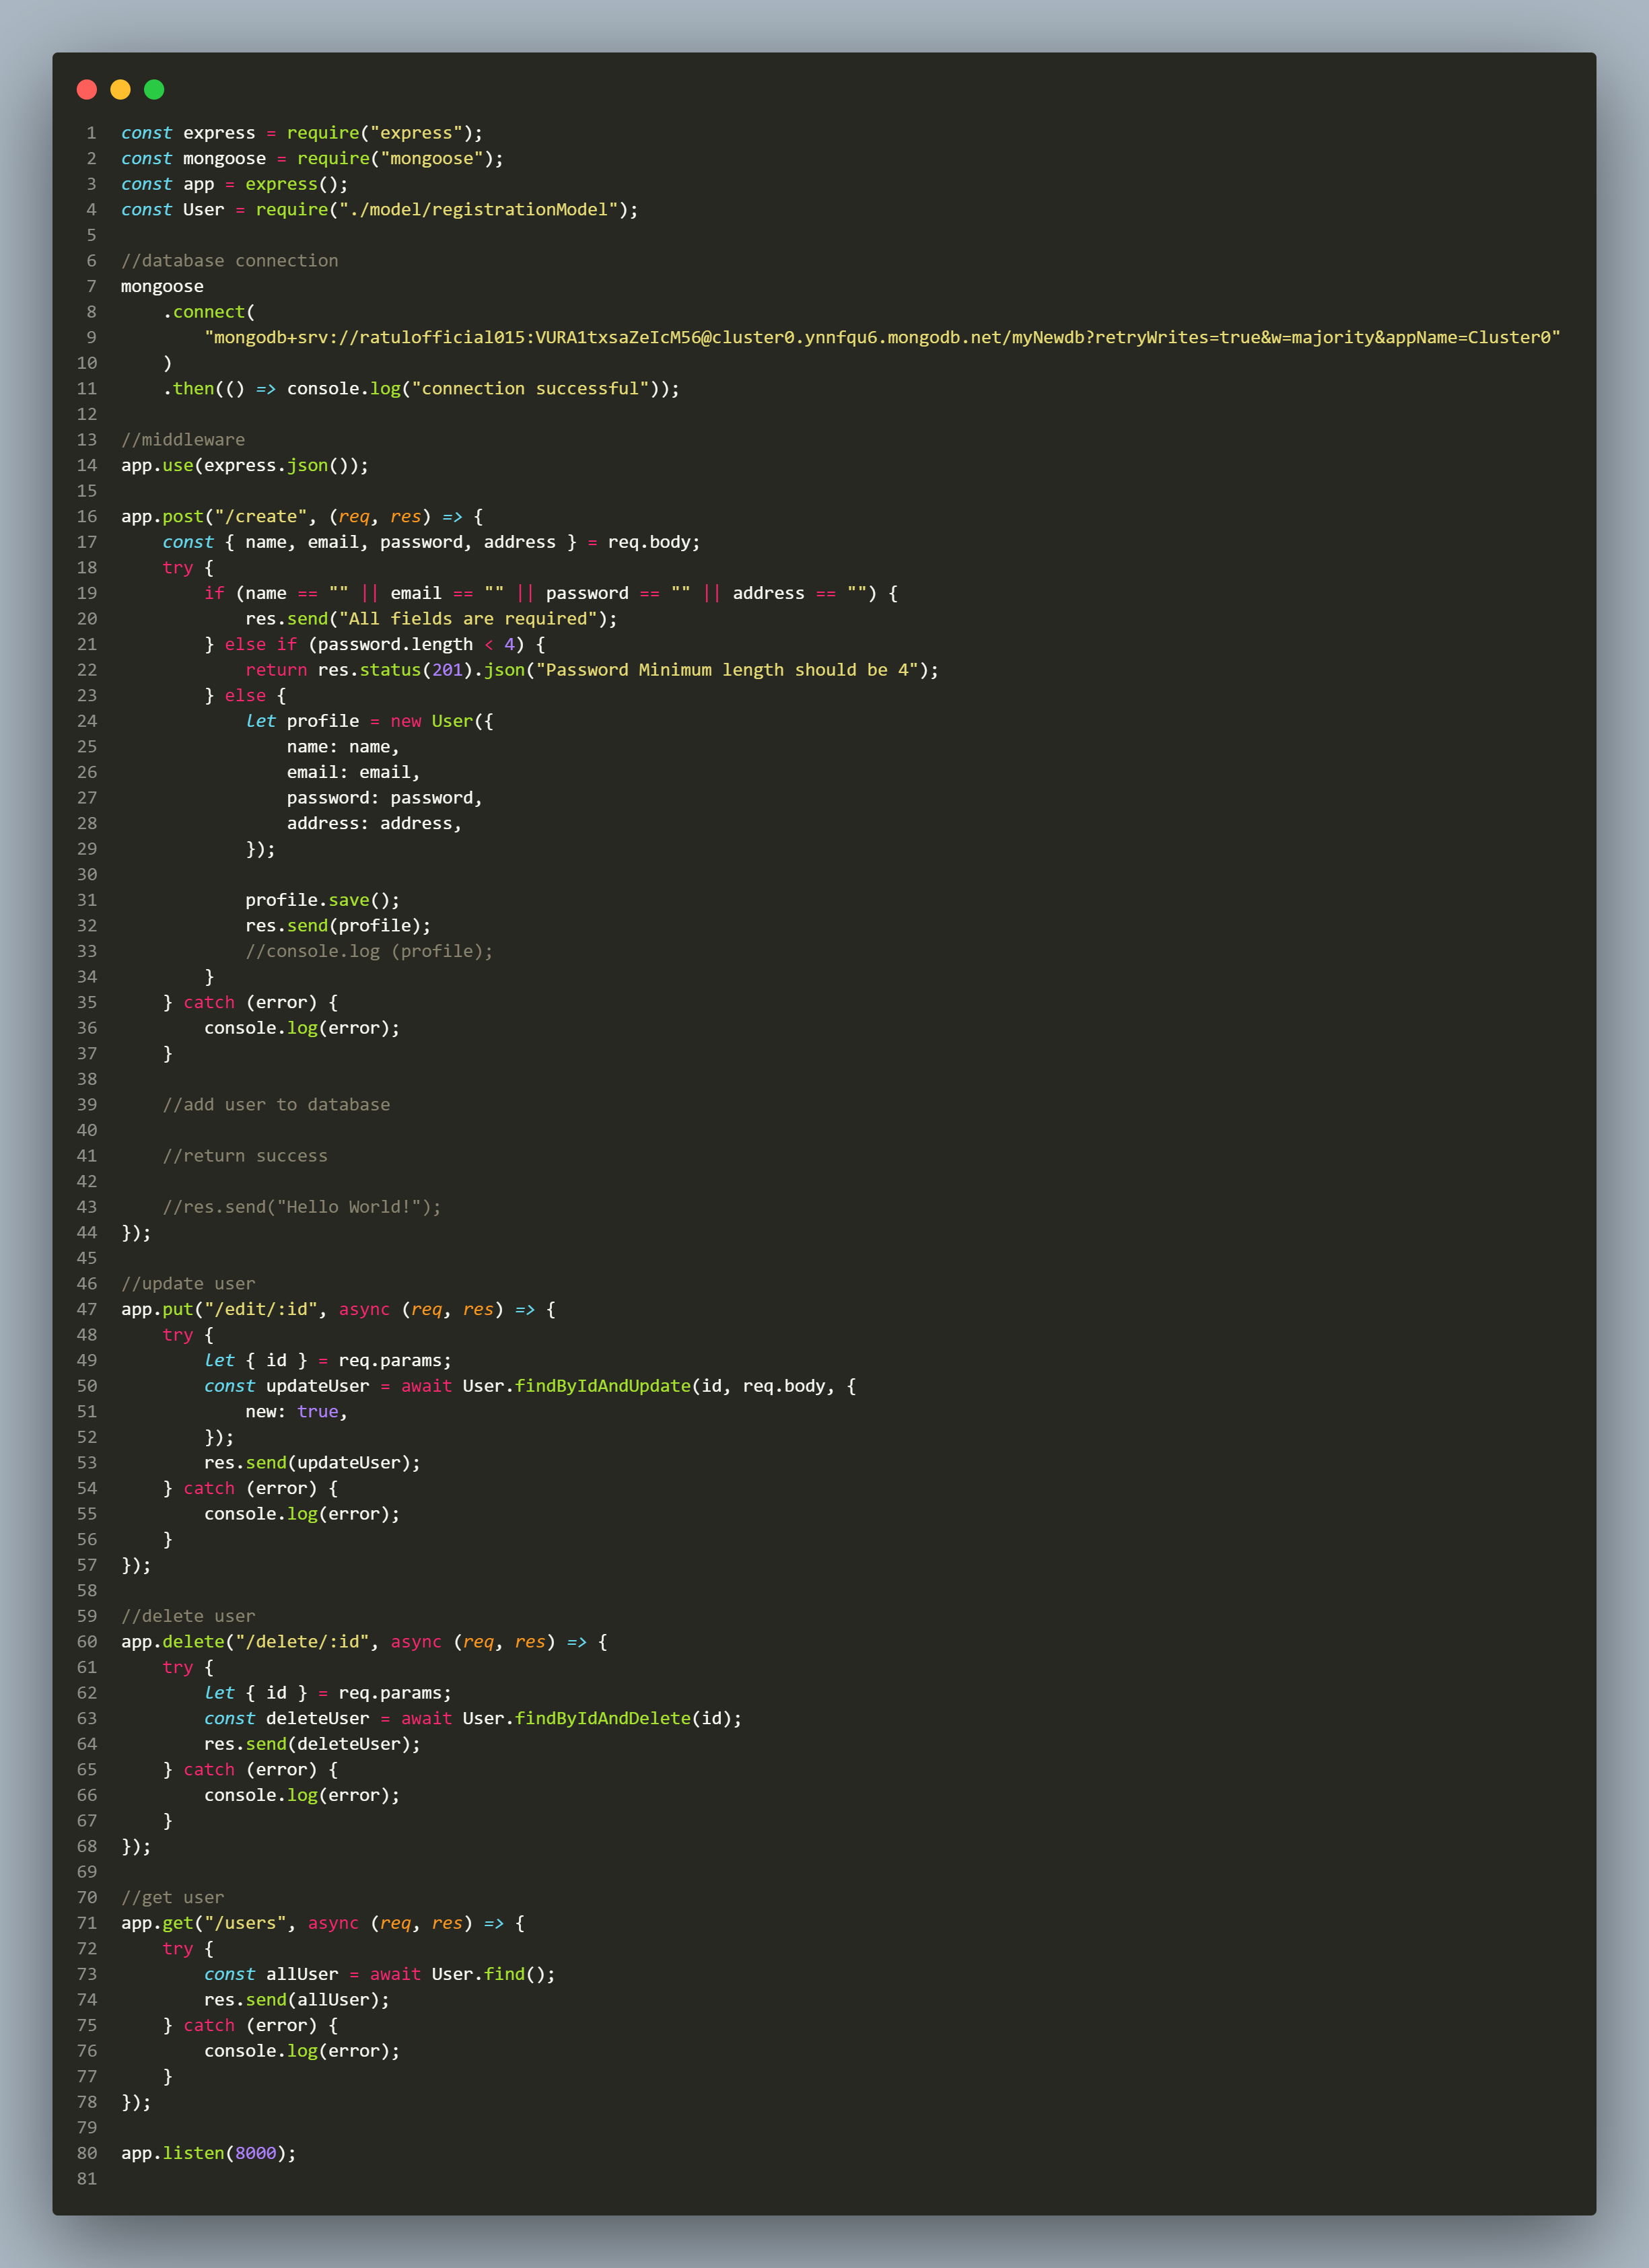 1 const express = require("express");
2 const mongoose = require("mongoose");
3 const app = express();
4 const User = require("./model/registrationModel");
5
6 //database connection
7 mongoose
8     .connect(
9         "mongodb+srv://ratulofficial015:VURA1txsaZeIcM56@cluster0.ynnfqu6.mongodb.net/myNewdb?retryWrites=true&w=majority&appName=Cluster0"
10     )
11     .then(() => console.log("connection successful"));
12
13 //middleware
14 app.use(express.json());
15
16 app.post("/create", (req, res) => {
17     const { name, email, password, address } = req.body;
18     try {
19         if (name == "" || email == "" || password == "" || address == "") {
20             res.send("All fields are required");
21         } else if (password.length < 4) {
22             return res.status(201).json("Password Minimum length should be 4");
23         } else {
24             let profile = new User({
25                 name: name,
26                 email: email,
27                 password: password,
28                 address: address,
29             });
30
31             profile.save();
32             res.send(profile);
33             //console.log (profile);
34         }
35     } catch (error) {
36         console.log(error);
37     }
38
39     //add user to database
40
41     //return success
42
43     //res.send("Hello World!");
44 });
45
46 //update user
47 app.put("/edit/:id", async (req, res) => {
48     try {
49         let { id } = req.params;
50         const updateUser = await User.findByIdAndUpdate(id, req.body, {
51             new: true,
52         });
53         res.send(updateUser);
54     } catch (error) {
55         console.log(error);
56     }
57 });
58
59 //delete user
60 app.delete("/delete/:id", async (req, res) => {
61     try {
62         let { id } = req.params;
63         const deleteUser = await User.findByIdAndDelete(id);
64         res.send(deleteUser);
65     } catch (error) {
66         console.log(error);
67     }
68 });
69
70 //get user
71 app.get("/users", async (req, res) => {
72     try {
73         const allUser = await User.find();
74         res.send(allUser);
75     } catch (error) {
76         console.log(error);
77     }
78 });
79
80 app.listen(8000);
81